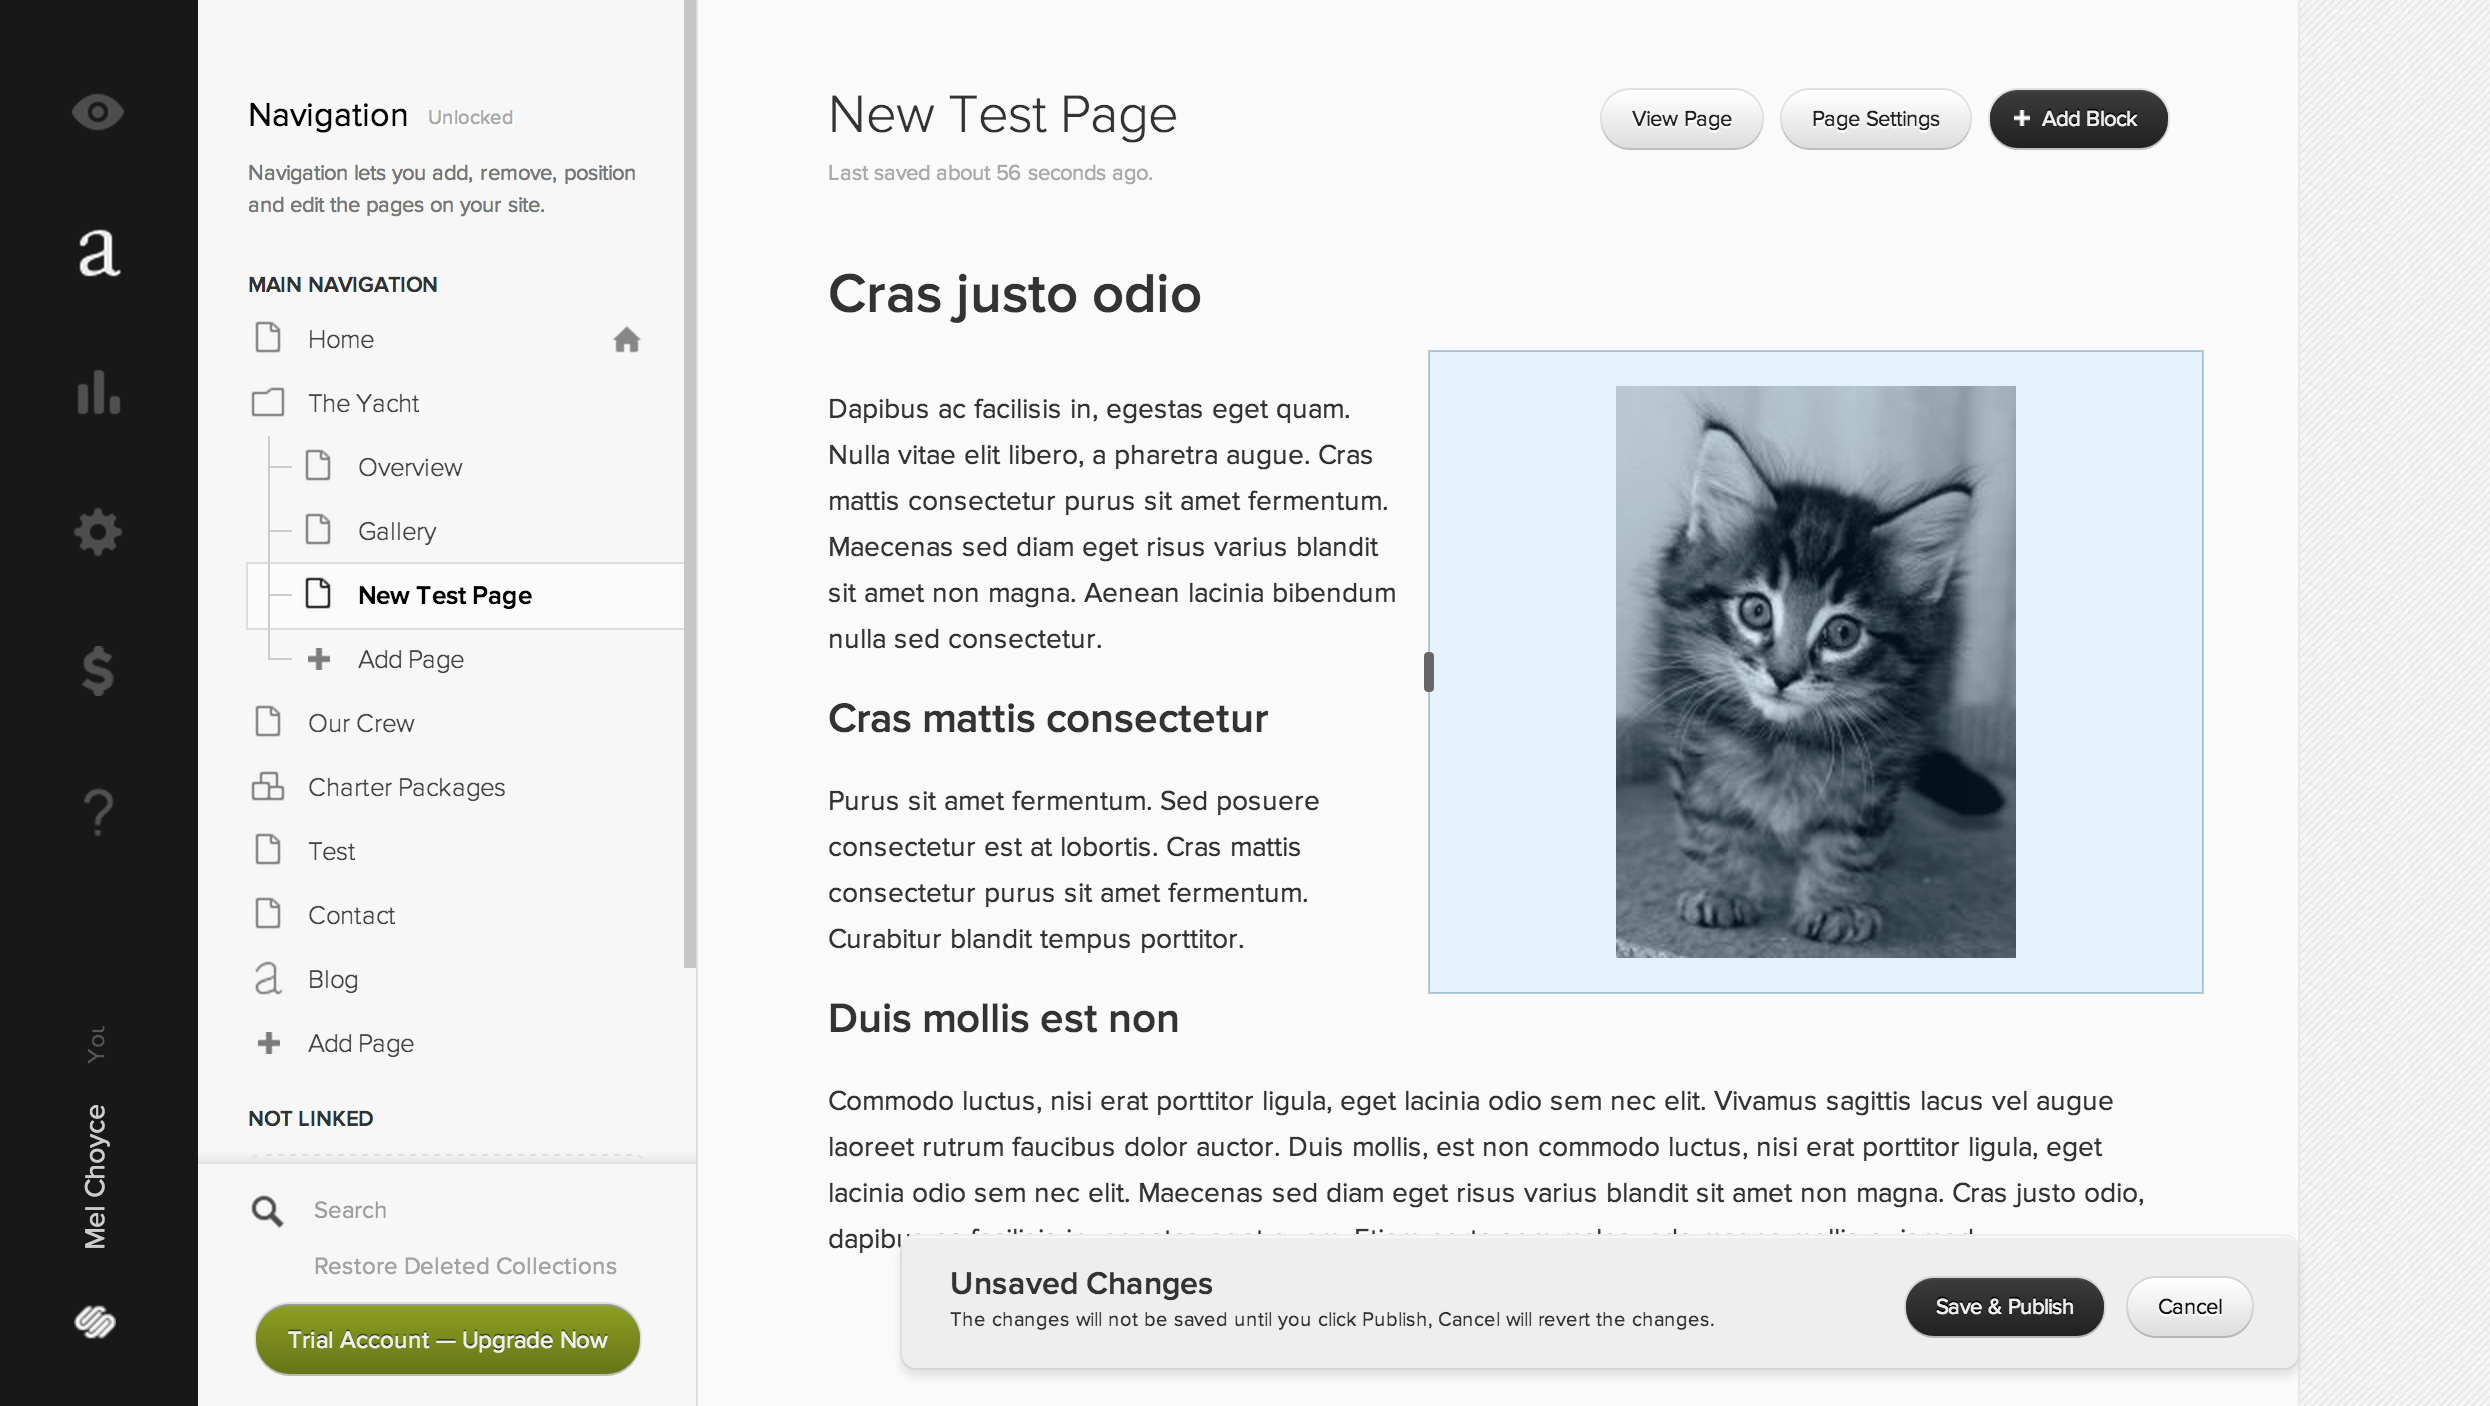 Navigation Unlocked
Navigation lets you add, remove, position
and edit the pages on your site.
MAIN NAVIGATION
Home
The Yacht
Overview
Gallery
New Test Page
Add Page
Our Crew
Charter Packages
Test
Contact
Blog
Add Page
NOT LINKED
Search
Restore Deleted Collections
Trial Account — Upgrade Now
Mel Choyce
New Test Page
Last saved about 56 seconds ago.
View Page
Page Settings
+ Add Block
Cras justo odio
Dapibus ac facilisis in, egestas eget quam.
Nulla vitae elit libero, a pharetra augue. Cras
mattis consectetur purus sit amet fermentum.
Maecenas sed diam eget risus varius blandit
sit amet non magna. Aenean lacinia bibendum
nulla sed consectetur.
Cras mattis consectetur
Purus sit amet fermentum. Sed posuere
consectetur est at lobortis. Cras mattis
consectetur purus sit amet fermentum.
Curabitur blandit tempus porttitor.
Duis mollis est non
Commodo luctus, nisi erat porttitor ligula, eget lacinia odio sem nec elit. Vivamus sagittis lacus vel augue
laoreet rutrum faucibus dolor auctor. Duis mollis, est non commodo luctus, nisi erat porttitor ligula, eget
lacinia odio sem nec elit. Maecenas sed diam eget risus varius blandit sit amet non magna. Cras justo odio,
Unsaved Changes
The changes will not be saved until you click Publish, Cancel will revert the changes.
Save & Publish
Cancel